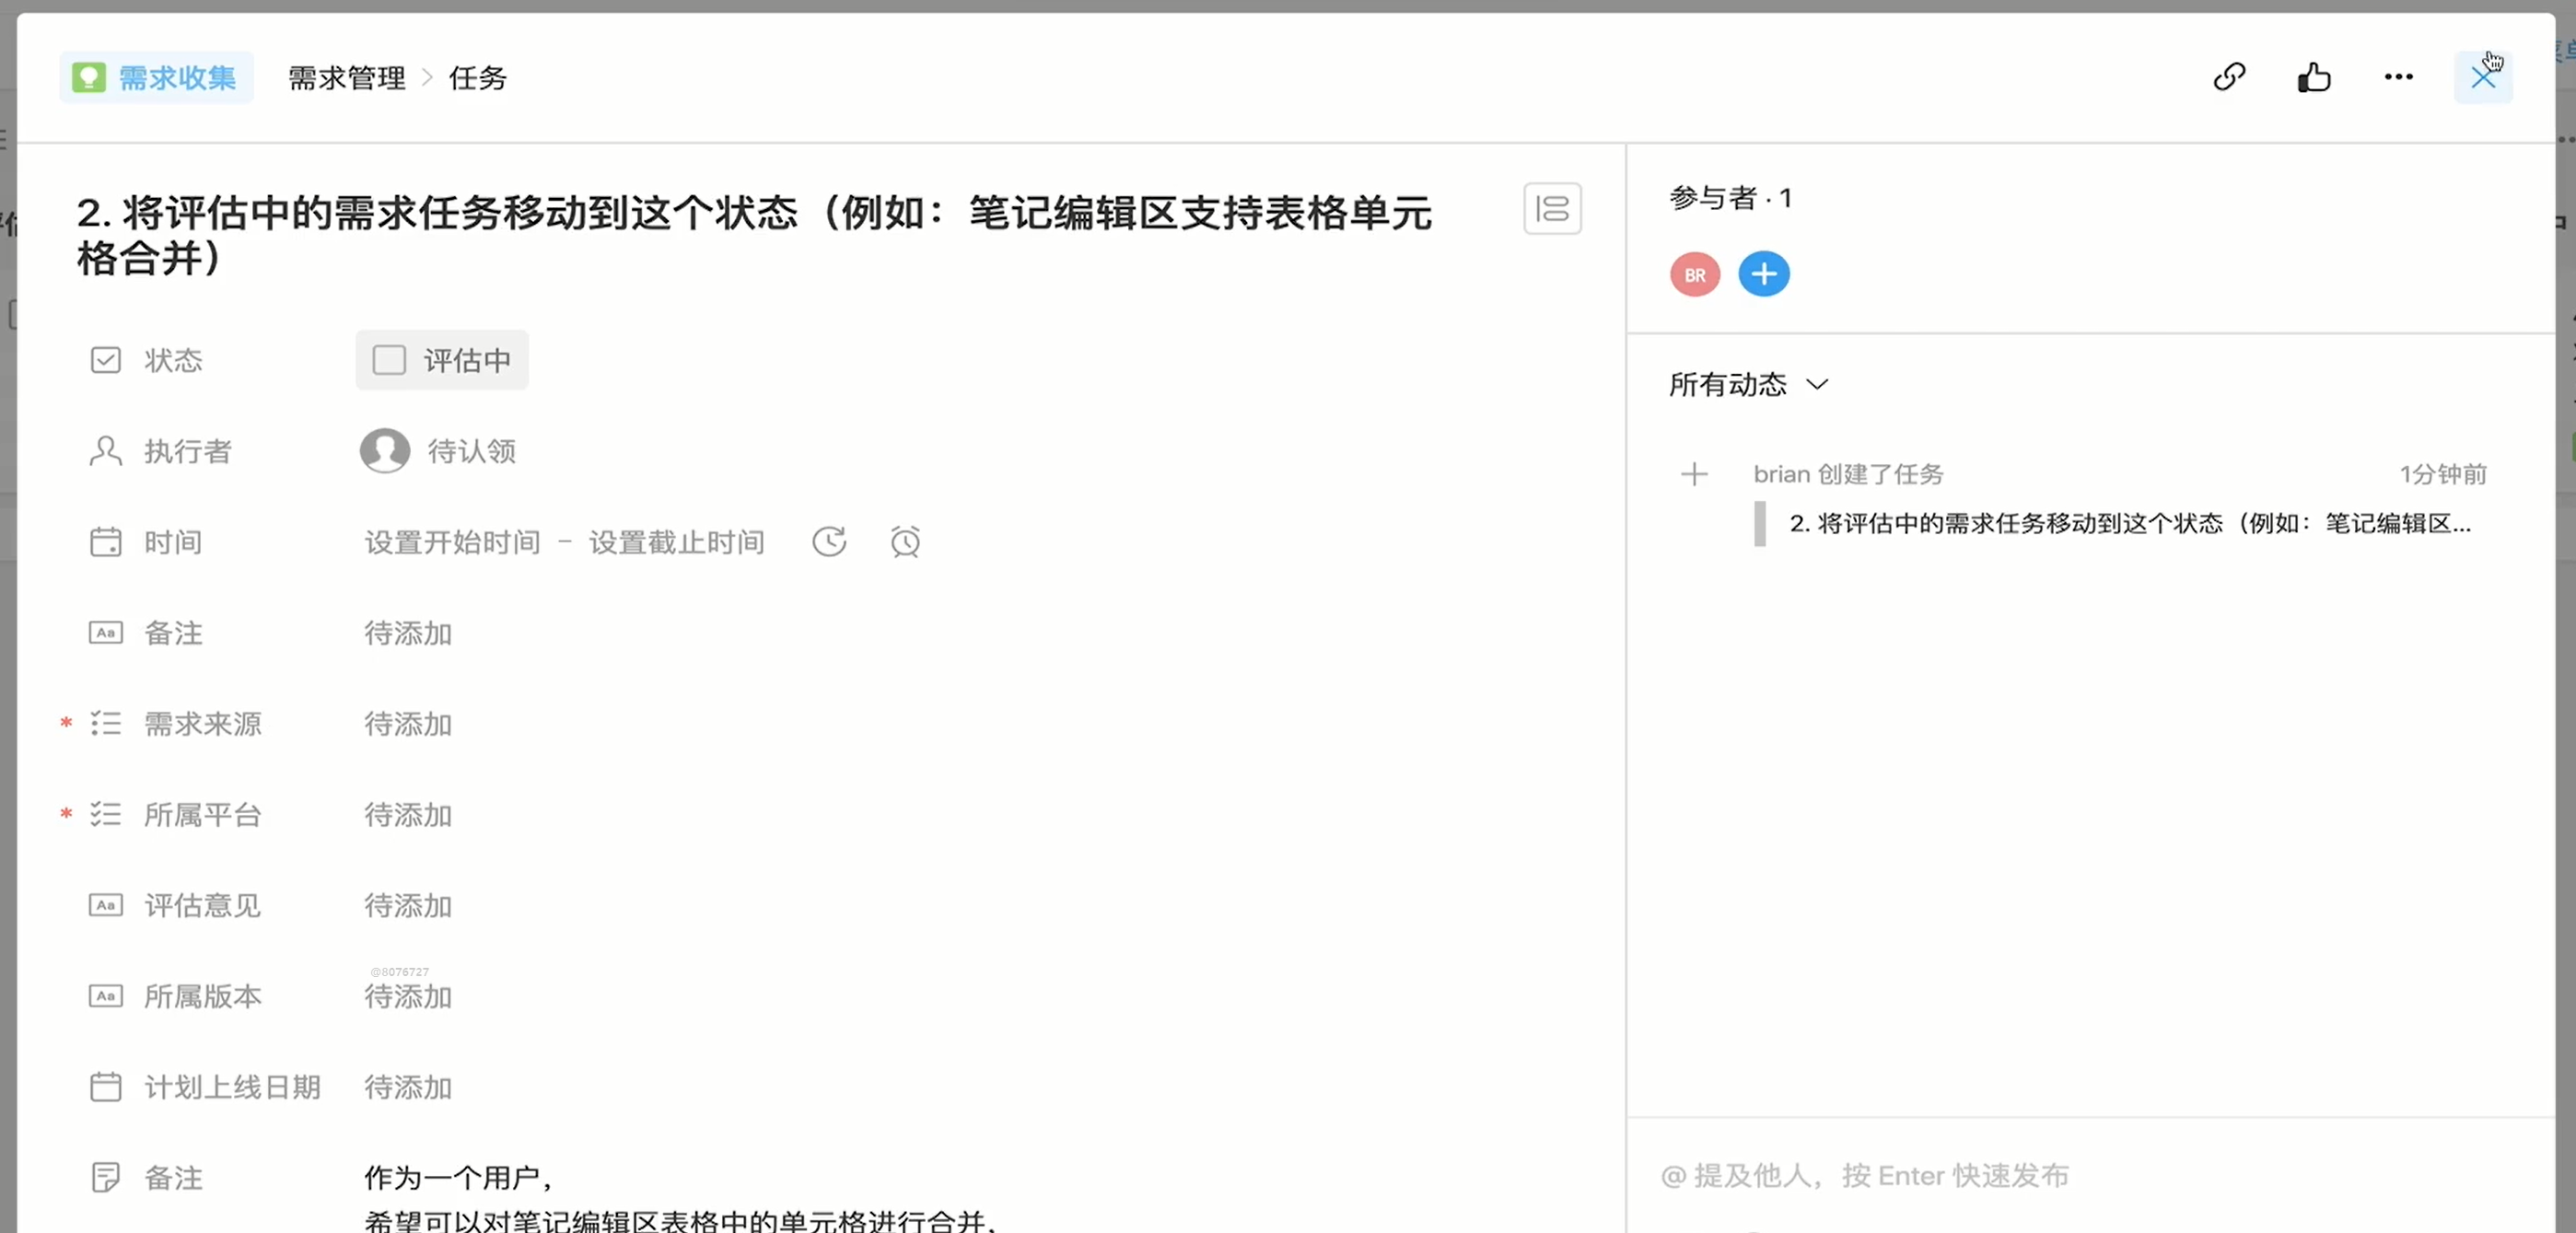 需求收集
需求管理 > 任务
2. 将评估中的需求任务移动到这个状态（例如：笔记编辑区支持表格单元
格合并）
状态
评估中
执行者
待认领
时间
设置开始时间 – 设置截止时间
Aa 备注
待添加
* 需求来源
待添加
* 所属平台
待添加
Aa 评估意见
待添加
@8076727
Aa 所属版本
待添加
计划上线日期
待添加
备注
作为一个用户，
希望可以对笔记编辑区表格中的单元格进行合并，
参与者 · 1
BR
所有动态
brian 创建了任务
1分钟前
2. 将评估中的需求任务移动到这个状态（例如：笔记编辑区...
@ 提及他人，按 Enter 快速发布